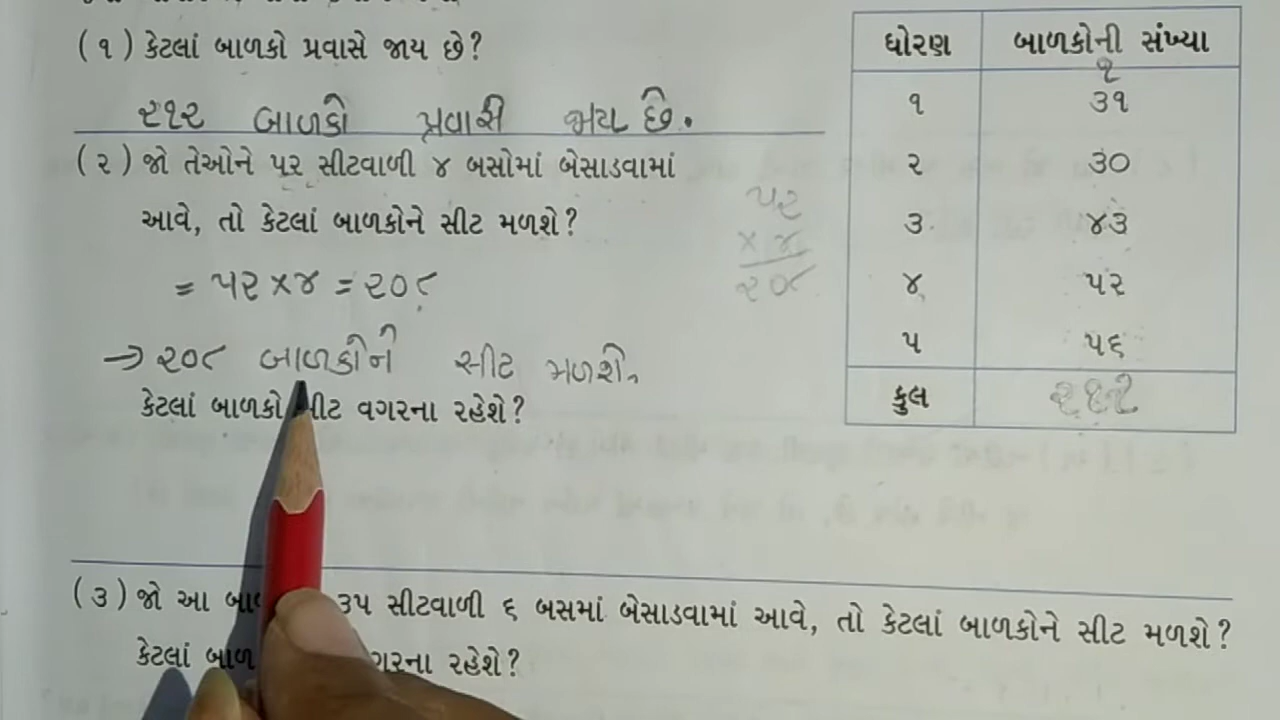 (૧) કેટલાં બાળકો પ્રવાસે જાય છે?
૨૧૨ બાળકો પ્રવાસે જાય છે.
(૨) જો તેઓને ૫૨ સીટવાળી ૪ બસોમાં બેસાડવામાં
આવે, તો કેટલાં બાળકોને સીટ મળશે?
= ૫૨ × ૪ = ૨૦૮
→ ૨૦૮ બાળકોને સીટ મળશે.
કેટલાં બાળકો સીટ વગરના રહેશે?
૫૨
× ૪
૨૦૮
ધોરણ બાળકોની સંખ્યા
૧
૧ ૩૧
૨ ૩૦
૩ ૪૩
૪ ૫૨
૫ ૫૬
કુલ ૨૧૨
(૩) જો આ ૩૫ સીટવાળી ૬ બસમાં બેસાડવામાં આવે, તો કેટલાં બાળકોને સીટ મળશે?
કેટલાં રહેશે?